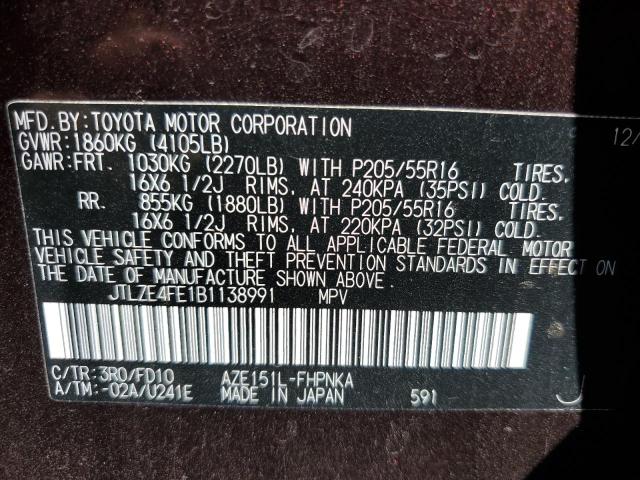 MFD.BY:TOYOTA MOTOR CORPORATION 12/
GVWR:1860KG (4105LB)
GAWR:FRT. 1030KG (2270LB) WITH P205/55R16 TIRES,
16X6 1/2J RIMS, AT 240KPA (35PSI) COLD.
RR. 855KG (1880LB) WITH P205/55R16 TIRES,
16X6 1/2J RIMS, AT 220KPA (32PSI) COLD.
THIS VEHICLE CONFORMS TO ALL APPLICABLE FEDERAL MOTOR
VEHICLE SAFETY AND THEFT PREVENTION STANDARDS IN EFFECT ON
THE DATE OF MANUFACTURE SHOWN ABOVE.
JTLZE4FE1B1138991 MPV
C/TR:3R0/FD10 AZE151L-FHPNKA
A/TM:-02A/U241E MADE IN JAPAN 591 J